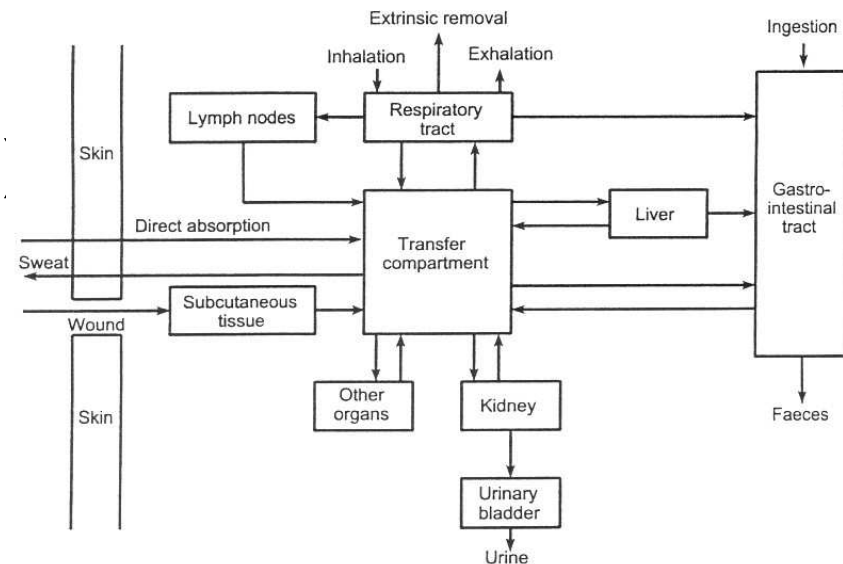 Extrinsic removal
Ingestion
Inhalation
Exhalation
Lymph nodes
Respiratory
tract
Skin
Gastro-
intestinal
tract
Liver
Direct absorption
Transfer
compartment
Sweat
Subcutaneous
tissue
Wound
Other
organs
Kidney
Skin
Faeces
Urinary
bladder
Urine